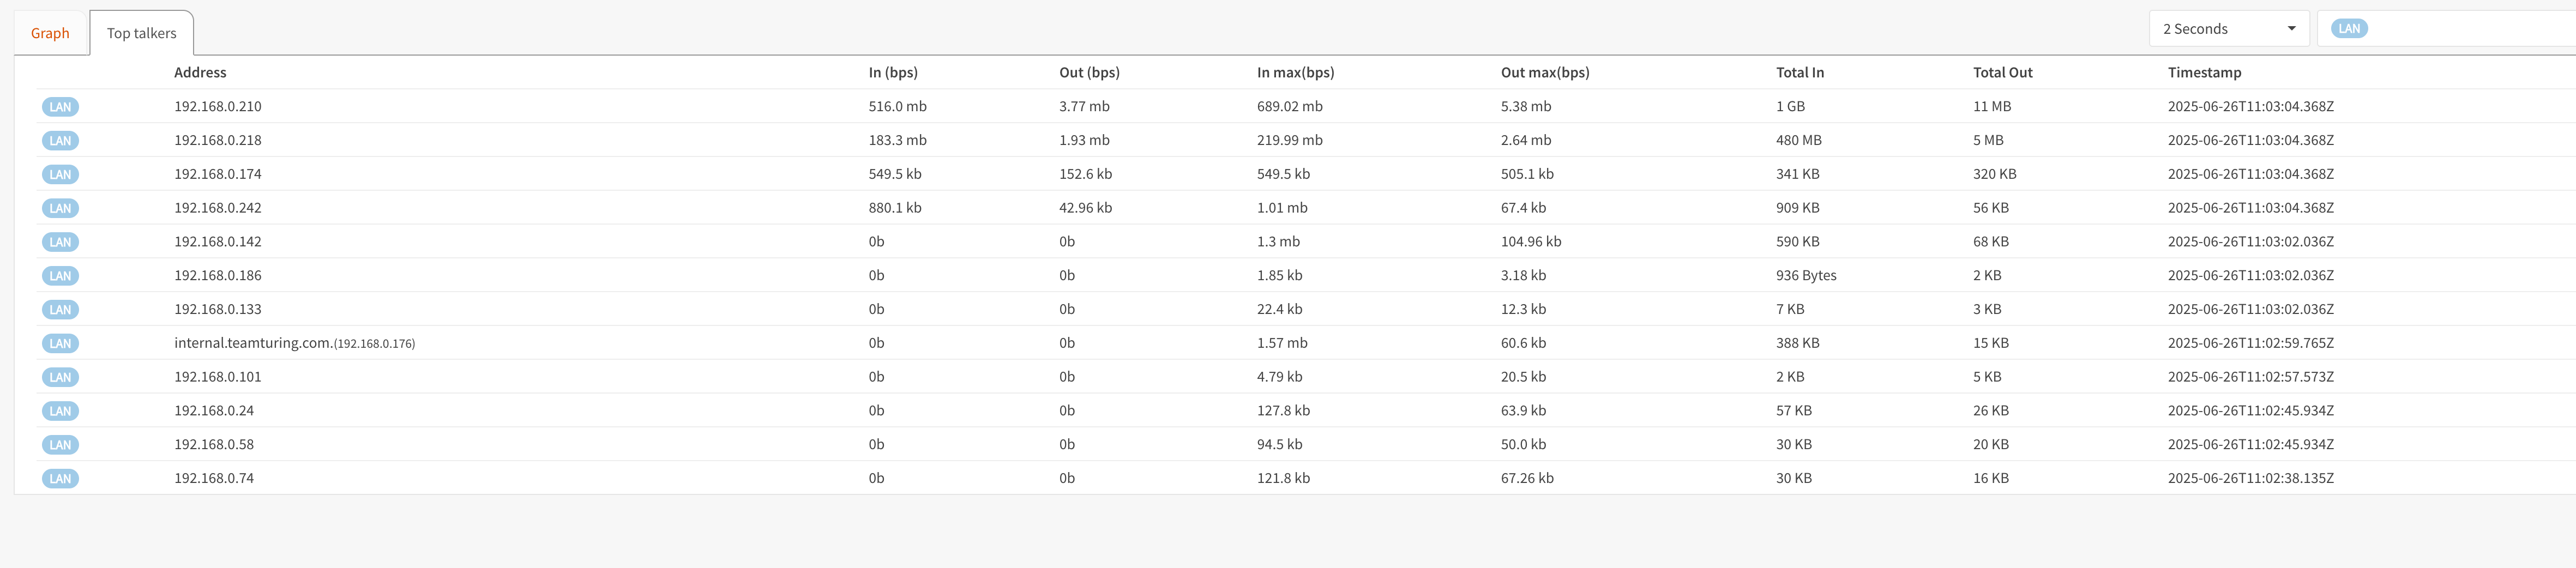 Graph Top talkers 2 Seconds LAN
Address In (bps) Out (bps) In max(bps) Out max(bps) Total In Total Out Timestamp
LAN 192.168.0.210 516.0 mb 3.77 mb 689.02 mb 5.38 mb 1 GB 11 MB 2025-06-26T11:03:04.368Z
LAN 192.168.0.218 183.3 mb 1.93 mb 219.99 mb 2.64 mb 480 MB 5 MB 2025-06-26T11:03:04.368Z
LAN 192.168.0.174 549.5 kb 152.6 kb 549.5 kb 505.1 kb 341 KB 320 KB 2025-06-26T11:03:04.368Z
LAN 192.168.0.242 880.1 kb 42.96 kb 1.01 mb 67.4 kb 909 KB 56 KB 2025-06-26T11:03:04.368Z
LAN 192.168.0.142 0b 0b 1.3 mb 104.96 kb 590 KB 68 KB 2025-06-26T11:03:02.036Z
LAN 192.168.0.186 0b 0b 1.85 kb 3.18 kb 936 Bytes 2 KB 2025-06-26T11:03:02.036Z
LAN 192.168.0.133 0b 0b 22.4 kb 12.3 kb 7 KB 3 KB 2025-06-26T11:03:02.036Z
LAN internal.teamturing.com.(192.168.0.176) 0b 0b 1.57 mb 60.6 kb 388 KB 15 KB 2025-06-26T11:02:59.765Z
LAN 192.168.0.101 0b 0b 4.79 kb 20.5 kb 2 KB 5 KB 2025-06-26T11:02:57.573Z
LAN 192.168.0.24 0b 0b 127.8 kb 63.9 kb 57 KB 26 KB 2025-06-26T11:02:45.934Z
LAN 192.168.0.58 0b 0b 94.5 kb 50.0 kb 30 KB 20 KB 2025-06-26T11:02:45.934Z
LAN 192.168.0.74 0b 0b 121.8 kb 67.26 kb 30 KB 16 KB 2025-06-26T11:02:38.135Z